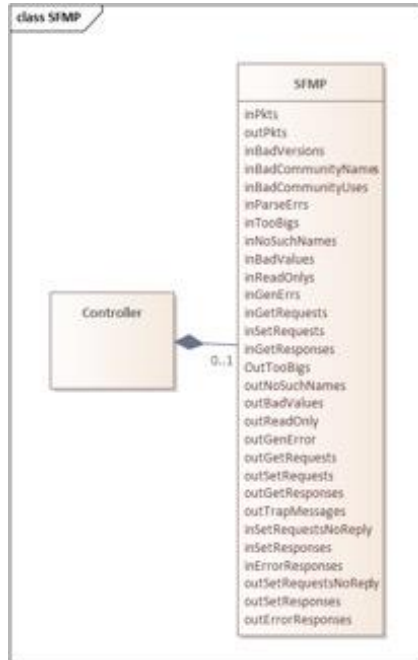 class SFMP
SFMP
inPkts
outPkts
inBadVersions
inBadCommunityNames
inBadCommunityUses
inParseErrs
inTooBigs
inNoSuchNames
inBadValues
inReadOnlys
inGenErrs
inGetRequests
inSetRequests
inGetResponses
OutTooBigs
outNoSuchNames
outBadValues
outReadOnly
outGenError
outGetRequests
outSetRequests
outGetResponses
outTrapMessages
inSetRequestsNoReply
inSetResponses
inErrorResponses
outSetRequestsNoReply
outSetResponses
outErrorResponses
Controller
0..1